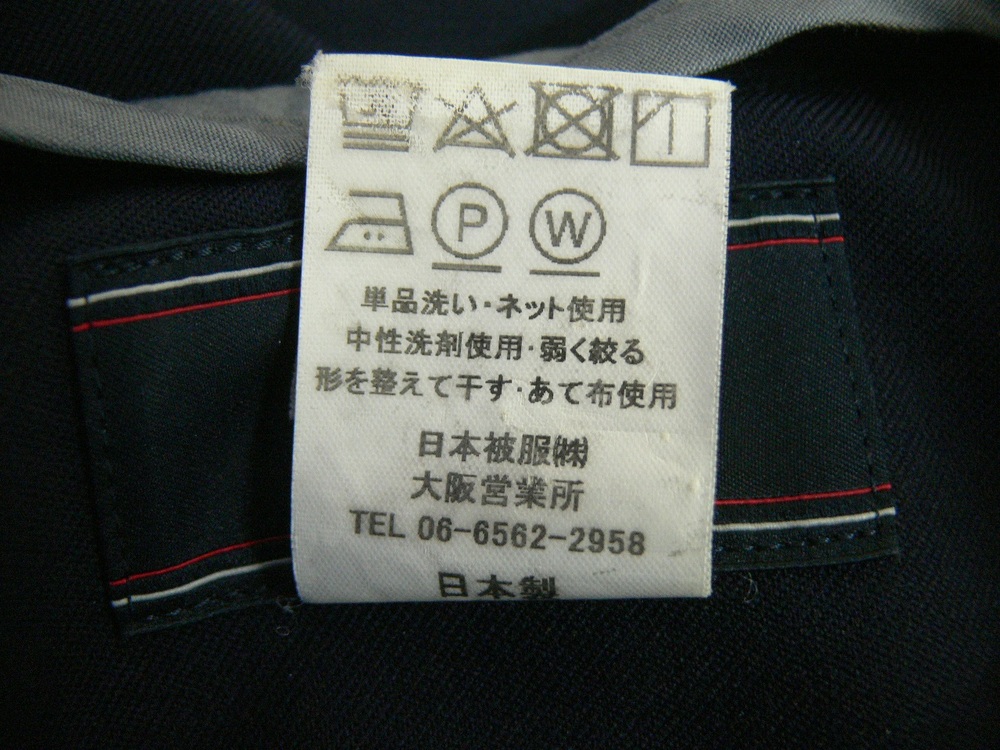 P W
単品洗い・ネット使用
中性洗剤使用・弱く絞る
形を整えて干す・あて布使用
日本被服㈱
大阪営業所
TEL 06-6562-2958
日本製